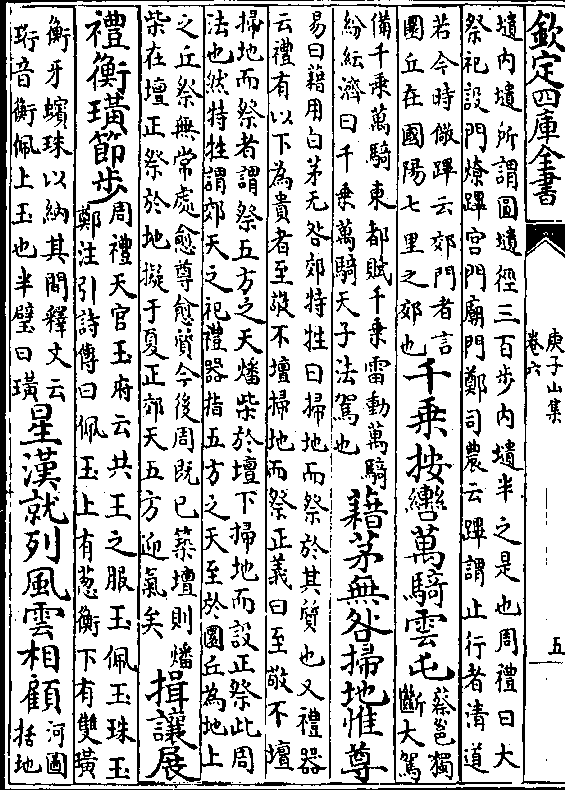 欽定四庫全書
庚子山集
卷六
五
壝内壝所謂圜壝徑三百步内壝半之是也周禮曰大
祭祀設門燎蹕宫門廟門鄭司農云蹕謂止行者清道
若今時儆蹕云郊門者言
圜丘在國陽七里之郊也
千乗按轡萬騎雲屯
蔡邕獨
斷大駕
備千乗萬騎東都賦千乗雷動萬騎
紛紜濟曰千乗萬騎天子法駕也
藉茅無咎掃地惟尊
易曰藉用白茅无咎郊特牲曰掃地而祭於其質也又禮器
云禮有以下為貴者至敬不壇掃地而祭正義曰至敬不壇
掃地而祭者謂祭五方之天燔柴於壇下掃地而設正祭此周
法也然特牲謂郊天之祀禮器指五方之天至於圜丘為地上
之丘祭無常處愈尊愈質今後周既已築壇則燔
柴在壇正祭於地擬于夏正郊天五方迎氣矣
揖讓展
禮衡璜節步
周禮天官玉府云共王之服玉佩玉珠玉
鄭注引詩傳曰佩玉上有蔥衡下有雙璜
衡牙蠙珠以納其間釋文云
珩音衡佩上玉也半璧曰璜
星漢就列風雲相顧
河圖
括地